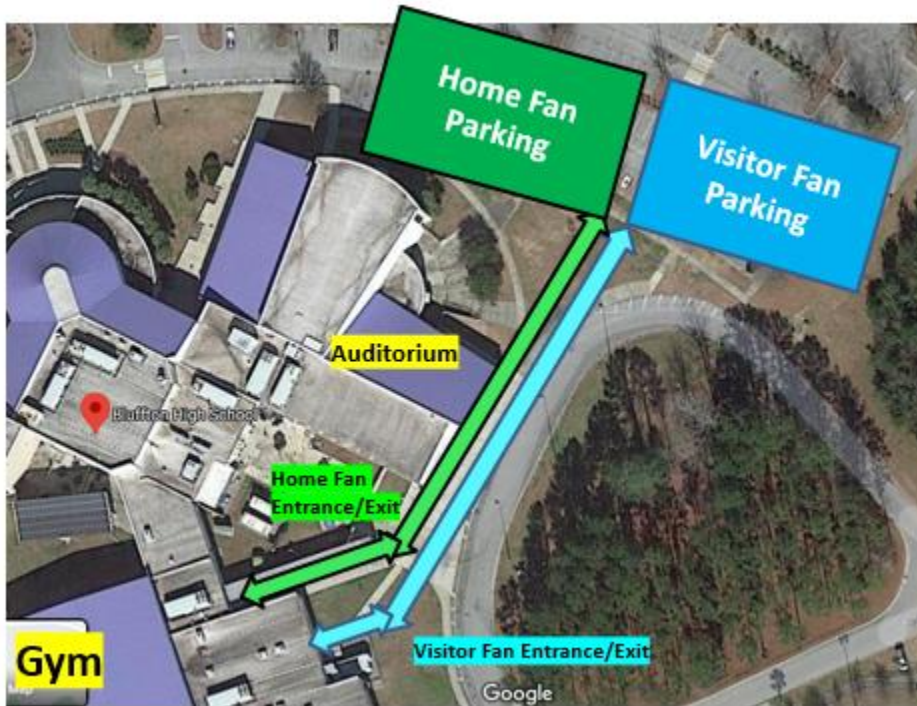 Home Fan
Parking
Visitor Fan
Parking
Auditorium
Bluffton High School
Home Fan
Entrance/Exit
Gym
Visitor Fan Entrance/Exit
Map
Google